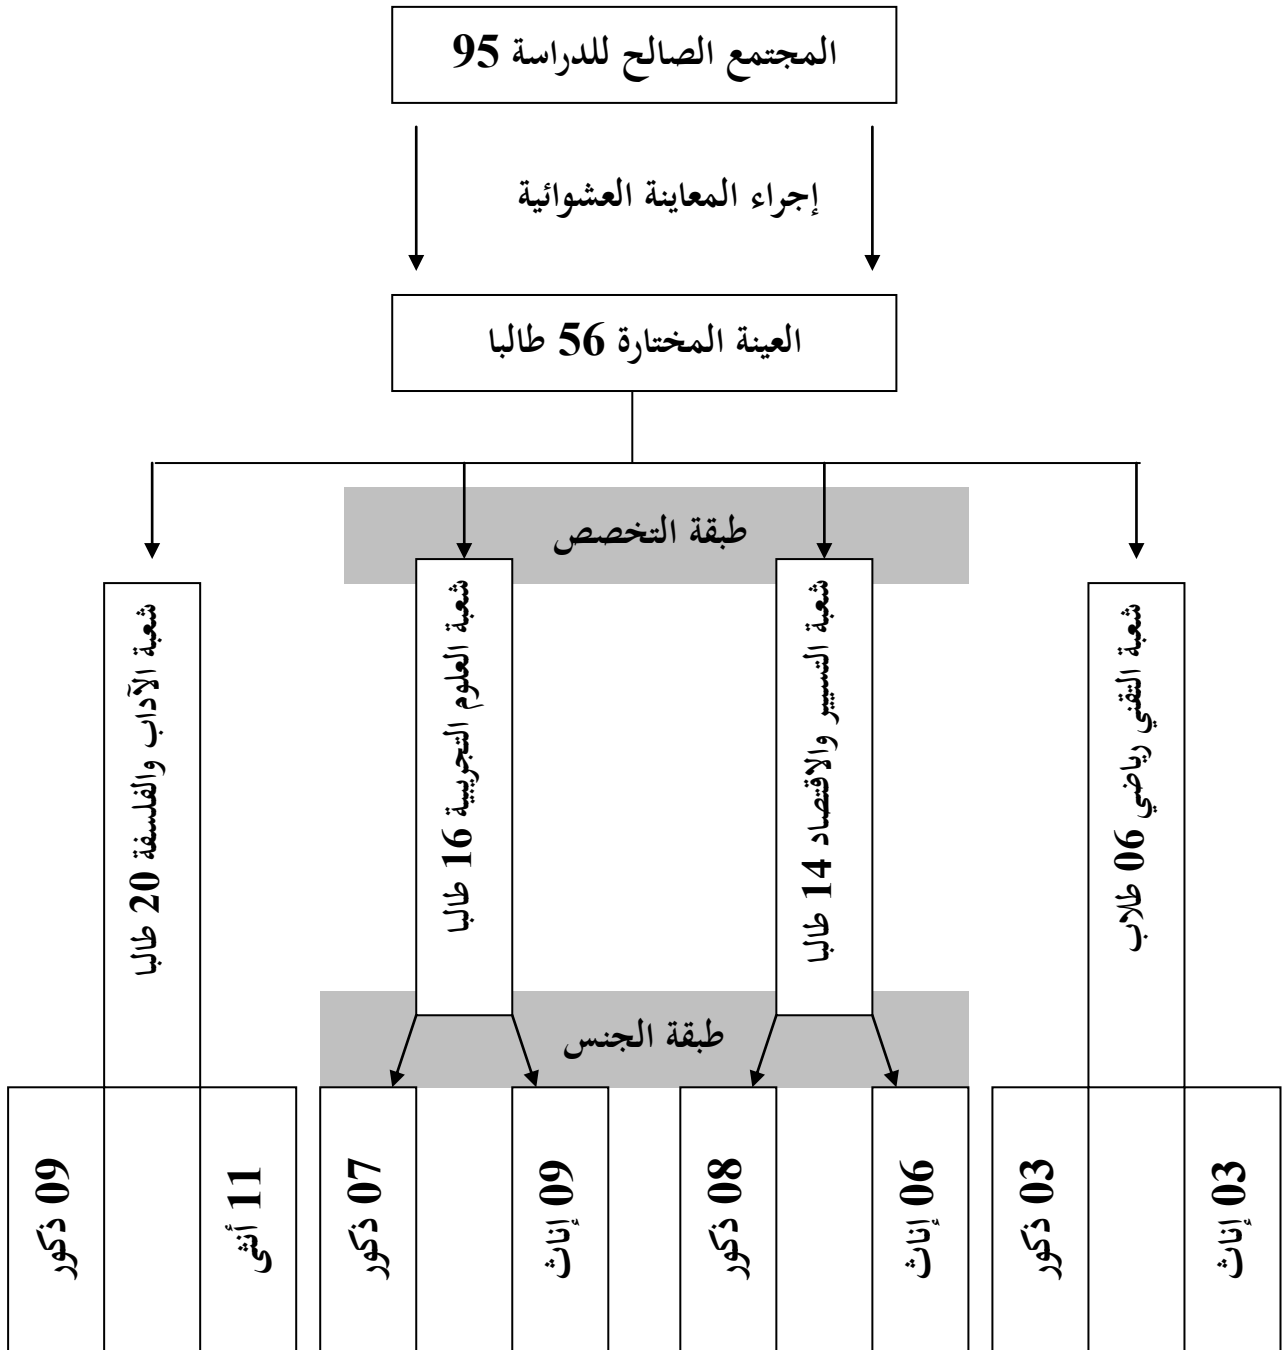 المجتمع الصالح للدراسة 95
إجراء المعاينة العشوائية
العينة المختارة 56 طالبا
طبقة التخصص
شعبة التقني رياضي 06 طلاب
شعبة التسيير والاقتصاد 14 طالبا
شعبة العلوم التجريبية 16 طالبا
شعبة الآداب والفلسفة 20 طالبا
طبقة الجنس
03 إناث
03 ذكور
06 إناث
08 ذكور
09 إناث
07 ذكور
11 أنثى
09 ذكور